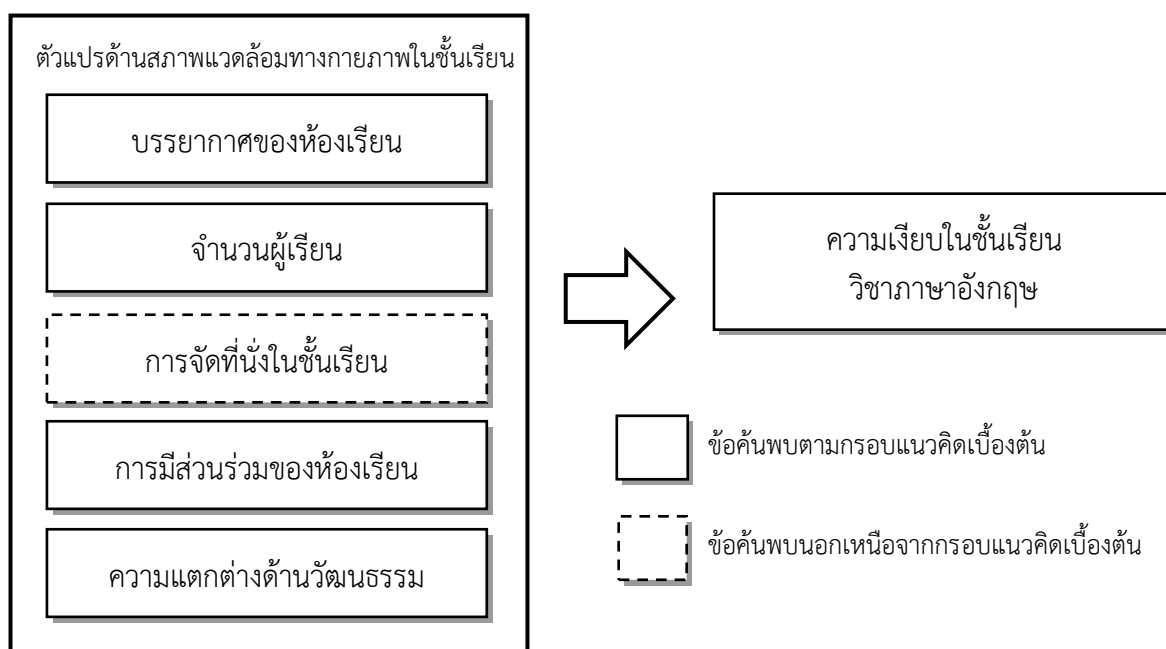 ตัวแปรด้านสภาพแวดล้อมทางกายภาพในชั้นเรียน
บรรยากาศของห้องเรียน
จำนวนผู้เรียน
การจัดที่นั่งในชั้นเรียน
การมีส่วนร่วมของห้องเรียน
ความแตกต่างด้านวัฒนธรรม
ความเงียบในชั้นเรียน
วิชาภาษาอังกฤษ
ข้อค้นพบตามกรอบแนวคิดเบื้องต้น
ข้อค้นพบนอกเหนือจากกรอบแนวคิดเบื้องต้น